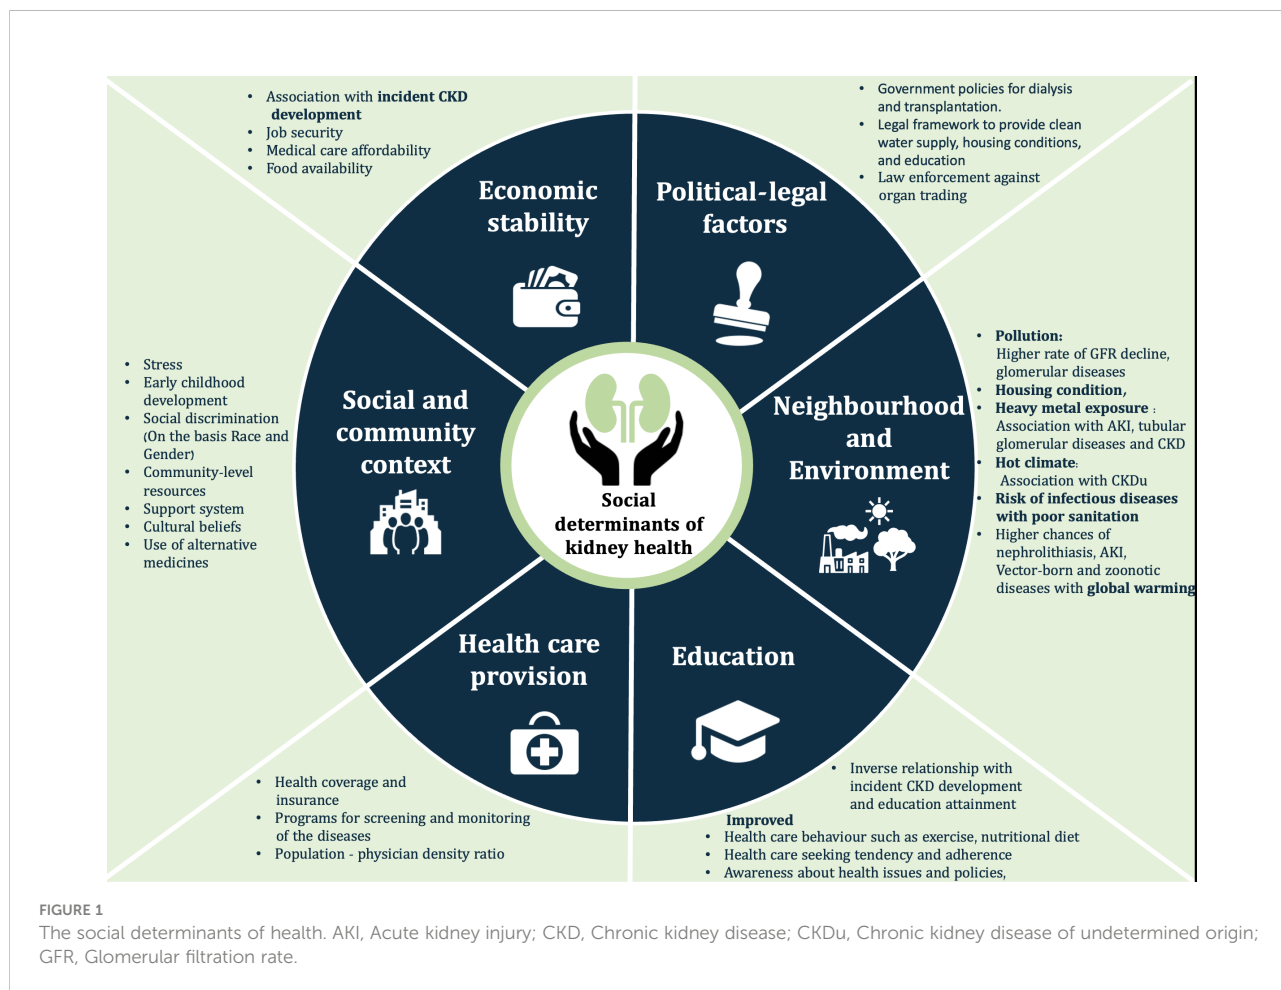 • Association with incident CKD
development
• Job security
• Medical care affordability
• Food availability
• Government policies for dialysis
and transplantation.
• Legal framework to provide clean
water supply, housing conditions,
and education
• Law enforcement against
organ trading
Economic
stability
Political-legal
factors
• Stress
• Early childhood
development
• Social discrimination
(On the basis Race and
Gender)
• Community-level
resources
• Support system
• Cultural beliefs
• Use of alternative
medicines
Social and
community
context
Social
determinants of
kidney health
Neighbourhood
and
Environment
• Pollution:
Higher rate of GFR decline,
glomerular diseases
• Housing condition,
• Heavy metal exposure :
Association with AKI, tubular
glomerular diseases and CKD
• Hot climate:
Association with CKDu
• Risk of infectious diseases
with poor sanitation
• Higher chances of
nephrolithiasis, AKI,
Vector-born and zoonotic
diseases with global warming
Health care
provision
Education
• Health coverage and
insurance
• Programs for screening and monitoring
of the diseases
• Population - physician density ratio
• Inverse relationship with
incident CKD development
and education attainment
Improved
• Health care behaviour such as exercise, nutritional diet
• Health care seeking tendency and adherence
• Awareness about health issues and policies,
FIGURE 1
The social determinants of health. AKI, Acute kidney injury; CKD, Chronic kidney disease; CKDu, Chronic kidney disease of undetermined origin;
GFR, Glomerular filtration rate.